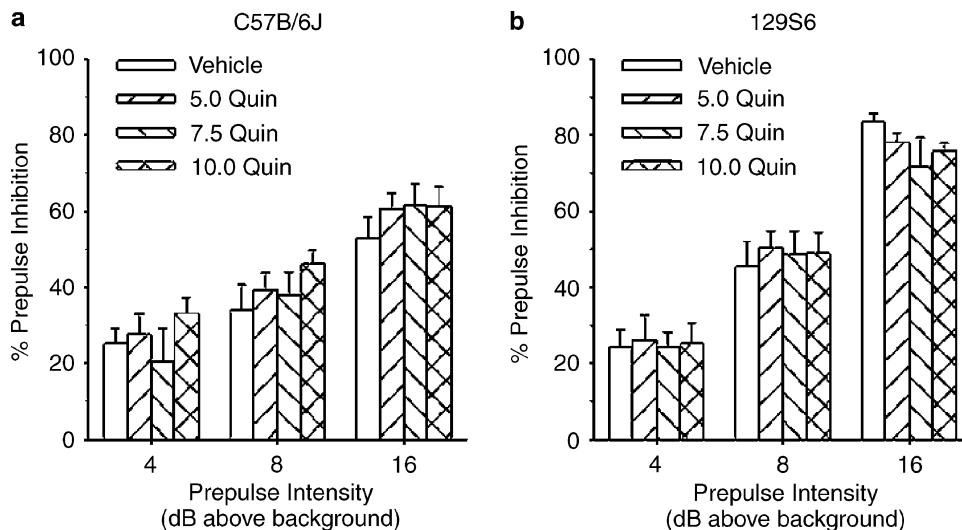 a
C57B/6J
% Prepulse Inhibition
100
80
60
40
20
0
Vehicle
5.0 Quin
7.5 Quin
10.0 Quin
4
8
16
Prepulse Intensity
(dB above background)
b
129S6
% Prepulse Inhibition
100
80
60
40
20
0
Vehicle
5.0 Quin
7.5 Quin
10.0 Quin
4
8
16
Prepulse Intensity
(dB above background)